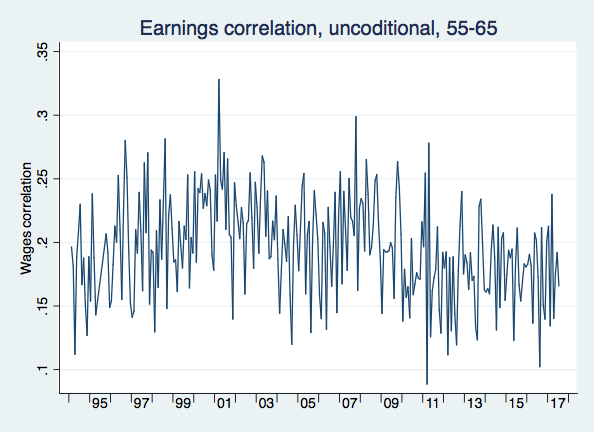 Earnings correlation, uncoditional, 55-65
Wages correlation
.35
.3
.25
.2
.15
.1
95 97 99 01 03 05 07 09 11 13 15 17